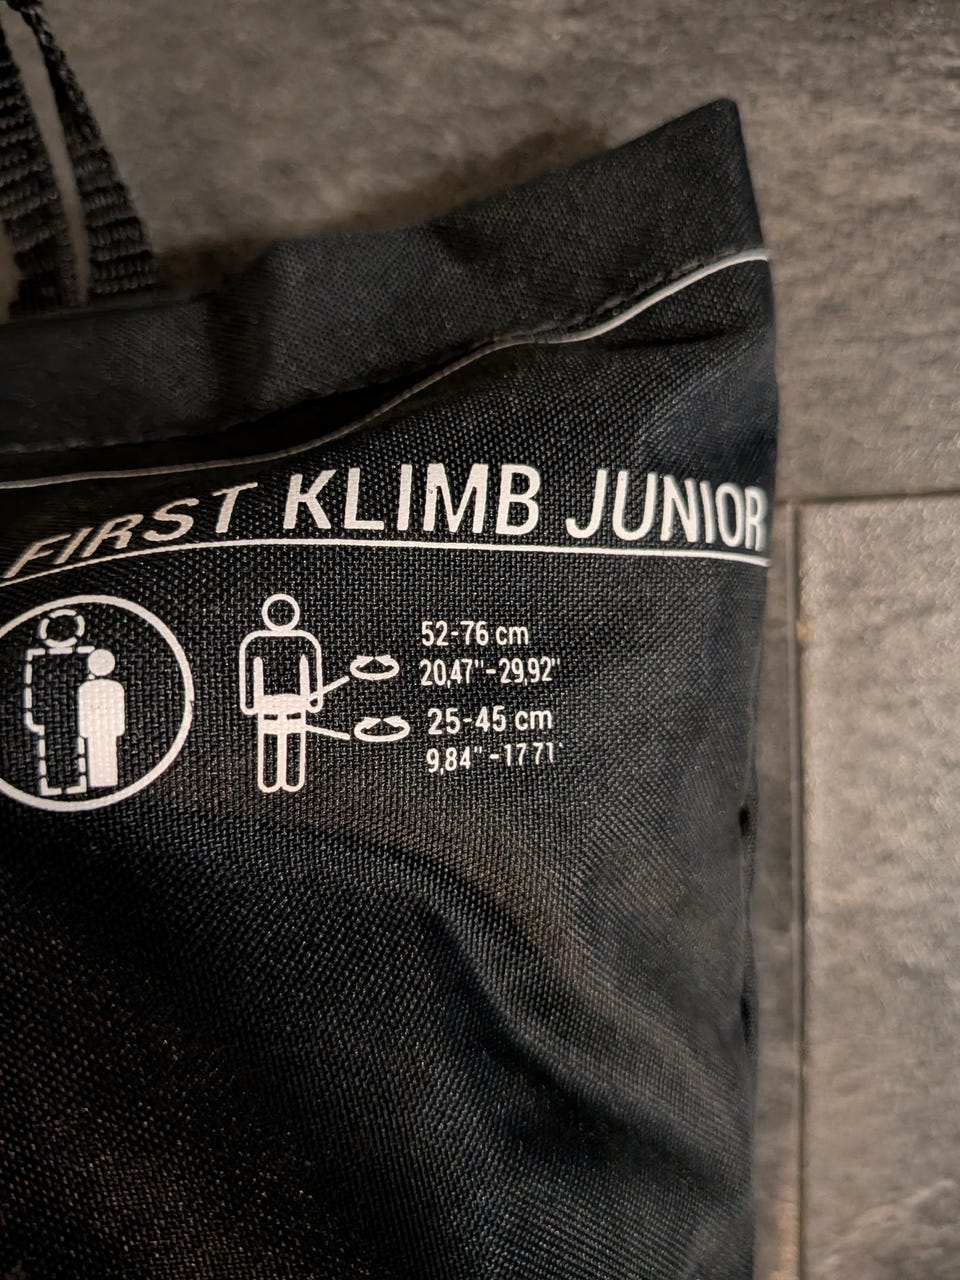 FIRST KLIMB JUNIOR
52-76 cm
20,47"-29,92"
25-45 cm
9,84"-17 71"